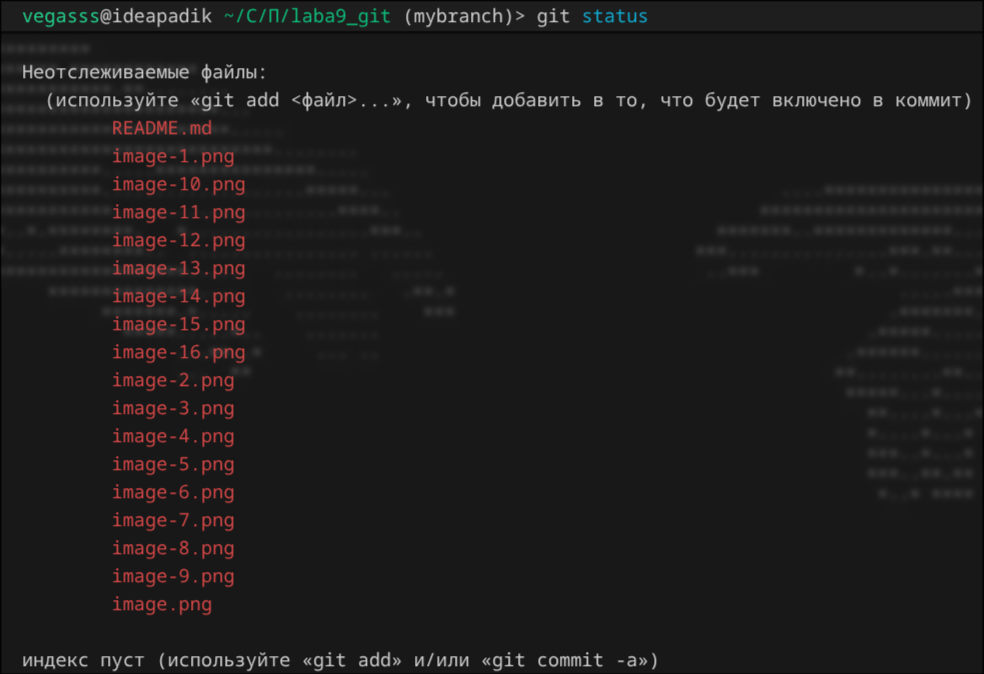 vegasss@ideapadik ~/С/П/laba9_git (mybranch)> git status
Неотслеживаемые файлы:
(используйте «git add <файл>...», чтобы добавить в то, что будет включено в коммит)
README.md
image-1.png
image-10.png
image-11.png
image-12.png
image-13.png
image-14.png
image-15.png
image-16.png
image-2.png
image-3.png
image-4.png
image-5.png
image-6.png
image-7.png
image-8.png
image-9.png
image.png
индекс пуст (используйте «git add» и/или «git commit -a»)